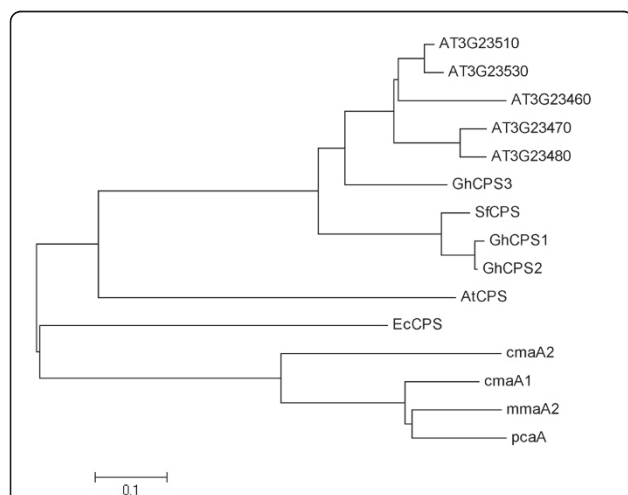 AT3G23510
AT3G23530
AT3G23460
AT3G23470
AT3G23480
GhCPS3
SfCPS
GhCPS1
GhCPS2
AtCPS
EcCPS
cmaA2
cmaA1
mmaA2
pcaA
0.1